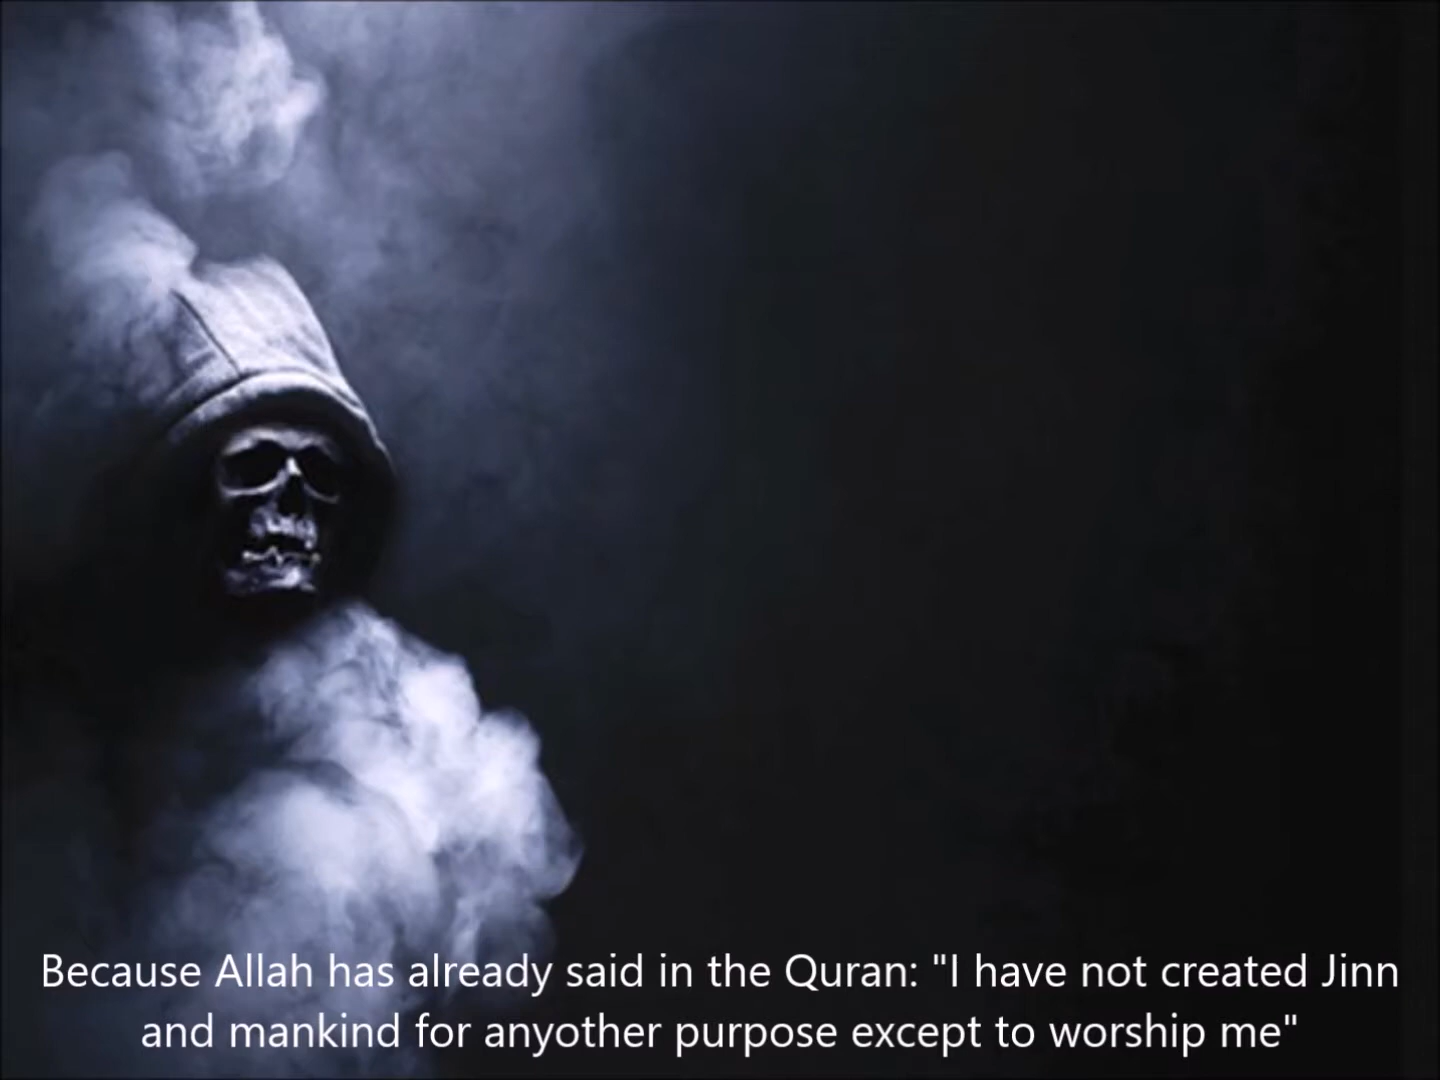 Because Allah has already said in the Quran: "I have not created Jinn
and mankind for anyother purpose except to worship me"